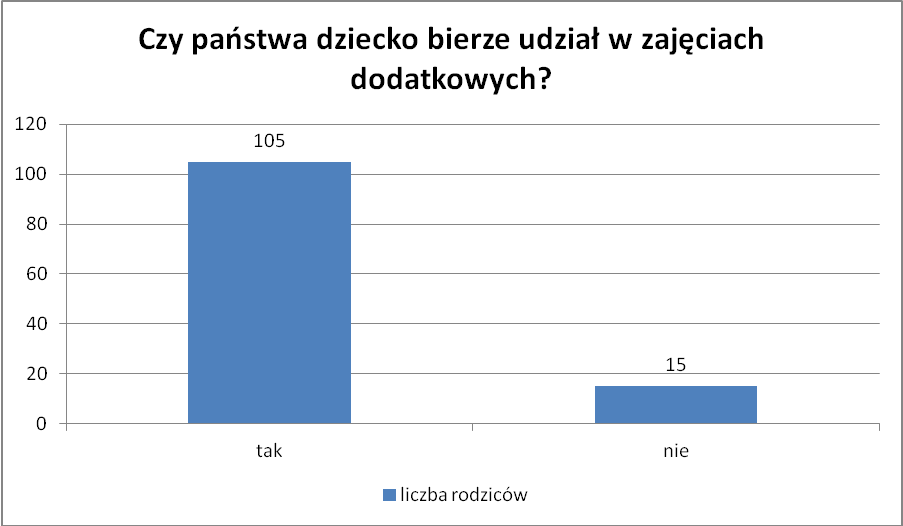 Czy państwa dziecko bierze udział w zajęciach
dodatkowych?
120
100
80
60
40
20
0
105
15
tak
nie
liczba rodziców